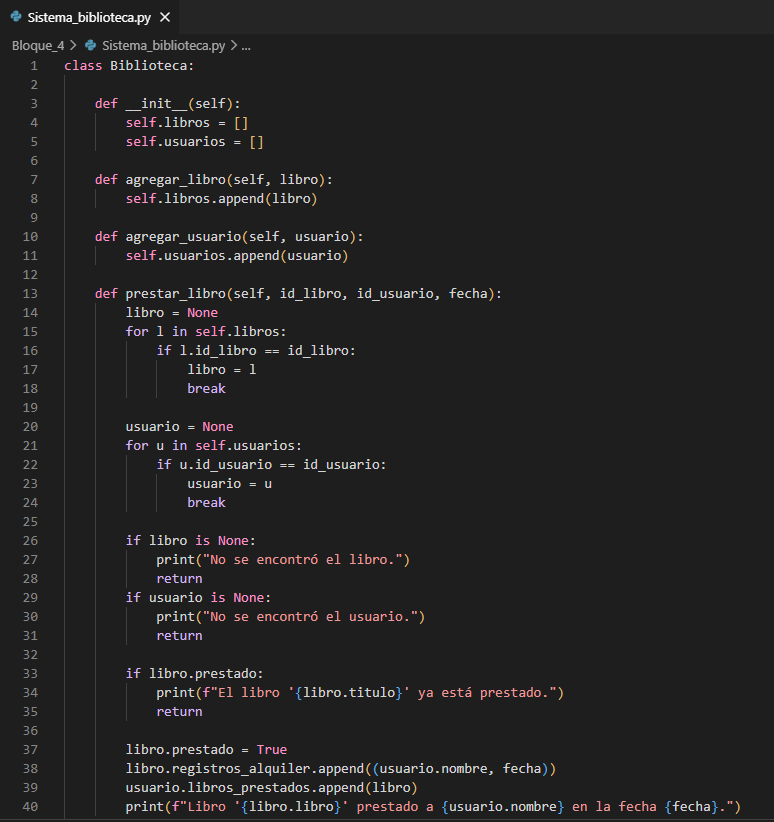 Sistema_biblioteca.py ×
Bloque_4 > Sistema_biblioteca.py > ...
1 class Biblioteca:
2
3     def __init__(self):
4         self.libros = []
5         self.usuarios = []
6
7     def agregar_libro(self, libro):
8         self.libros.append(libro)
9
10     def agregar_usuario(self, usuario):
11         self.usuarios.append(usuario)
12
13     def prestar_libro(self, id_libro, id_usuario, fecha):
14         libro = None
15         for l in self.libros:
16             if l.id_libro == id_libro:
17                 libro = l
18                 break
19
20         usuario = None
21         for u in self.usuarios:
22             if u.id_usuario == id_usuario:
23                 usuario = u
24                 break
25
26         if libro is None:
27             print("No se encontró el libro.")
28             return
29         if usuario is None:
30             print("No se encontró el usuario.")
31             return
32
33         if libro.prestado:
34             print(f"El libro '{libro.titulo}' ya está prestado.")
35             return
36
37         libro.prestado = True
38         libro.registros_alquiler.append((usuario.nombre, fecha))
39         usuario.libros_prestados.append(libro)
40         print(f"Libro '{libro.libro}' prestado a {usuario.nombre} en la fecha {fecha}.")